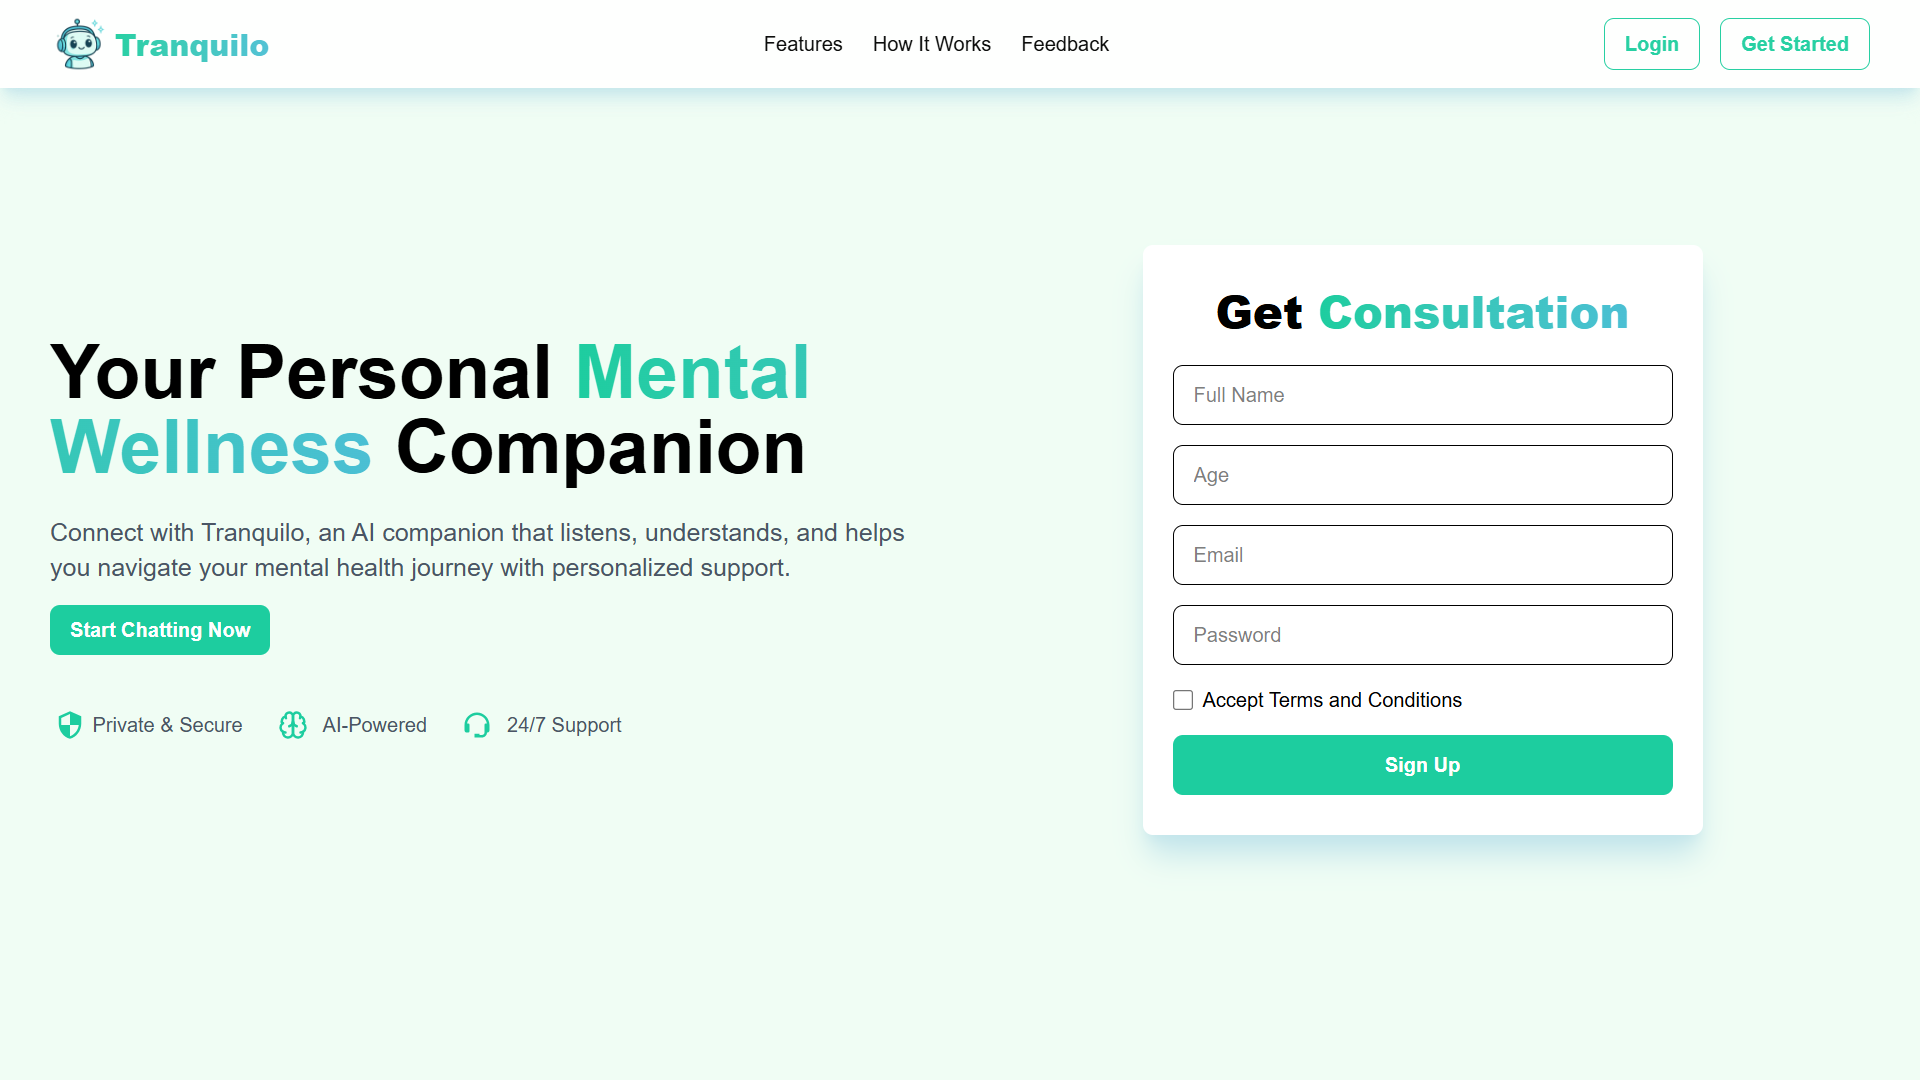 Tranquilo
Features
How It Works
Feedback
Login
Get Started
Your Personal Mental
Wellness Companion
Connect with Tranquilo, an AI companion that listens, understands, and helps
you navigate your mental health journey with personalized support.
Start Chatting Now
Private & Secure
AI-Powered
24/7 Support
Get Consultation
Full Name
Age
Email
Password
Accept Terms and Conditions
Sign Up